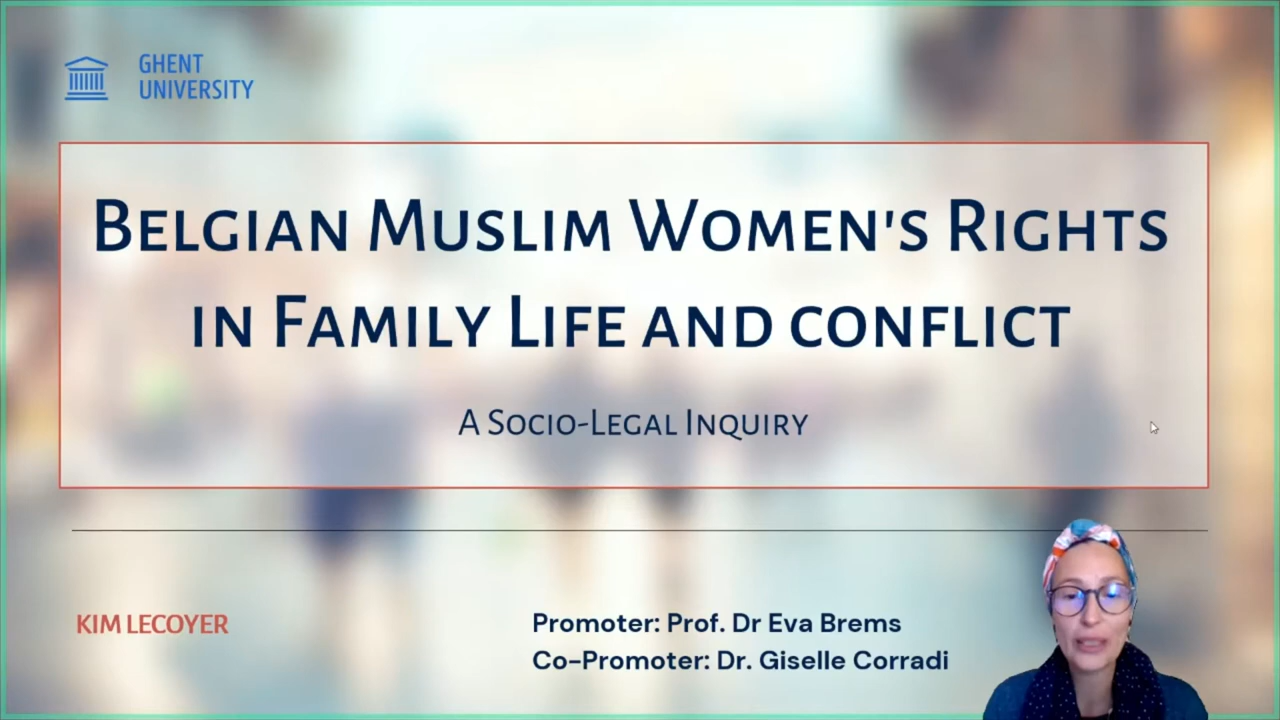 GHENT
UNIVERSITY
BELGIAN MUSLIM WOMEN'S RIGHTS
IN FAMILY LIFE AND CONFLICT
A SOCIO-LEGAL INQUIRY
KIM LECOYER
Promoter: Prof. Dr Eva Brems
Co-Promoter: Dr. Giselle Corradi